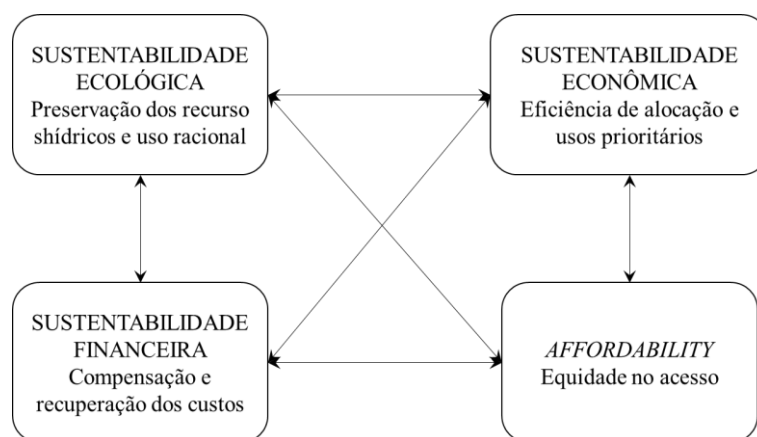 SUSTENTABILIDADE
ECOLÓGICA
Preservação dos recurso
shídricos e uso racional
SUSTENTABILIDADE
ECONÔMICA
Eficiência de alocação e
usos prioritários
SUSTENTABILIDADE
FINANCEIRA
Compensação e
recuperação dos custos
AFFORDABILITY
Equidade no acesso